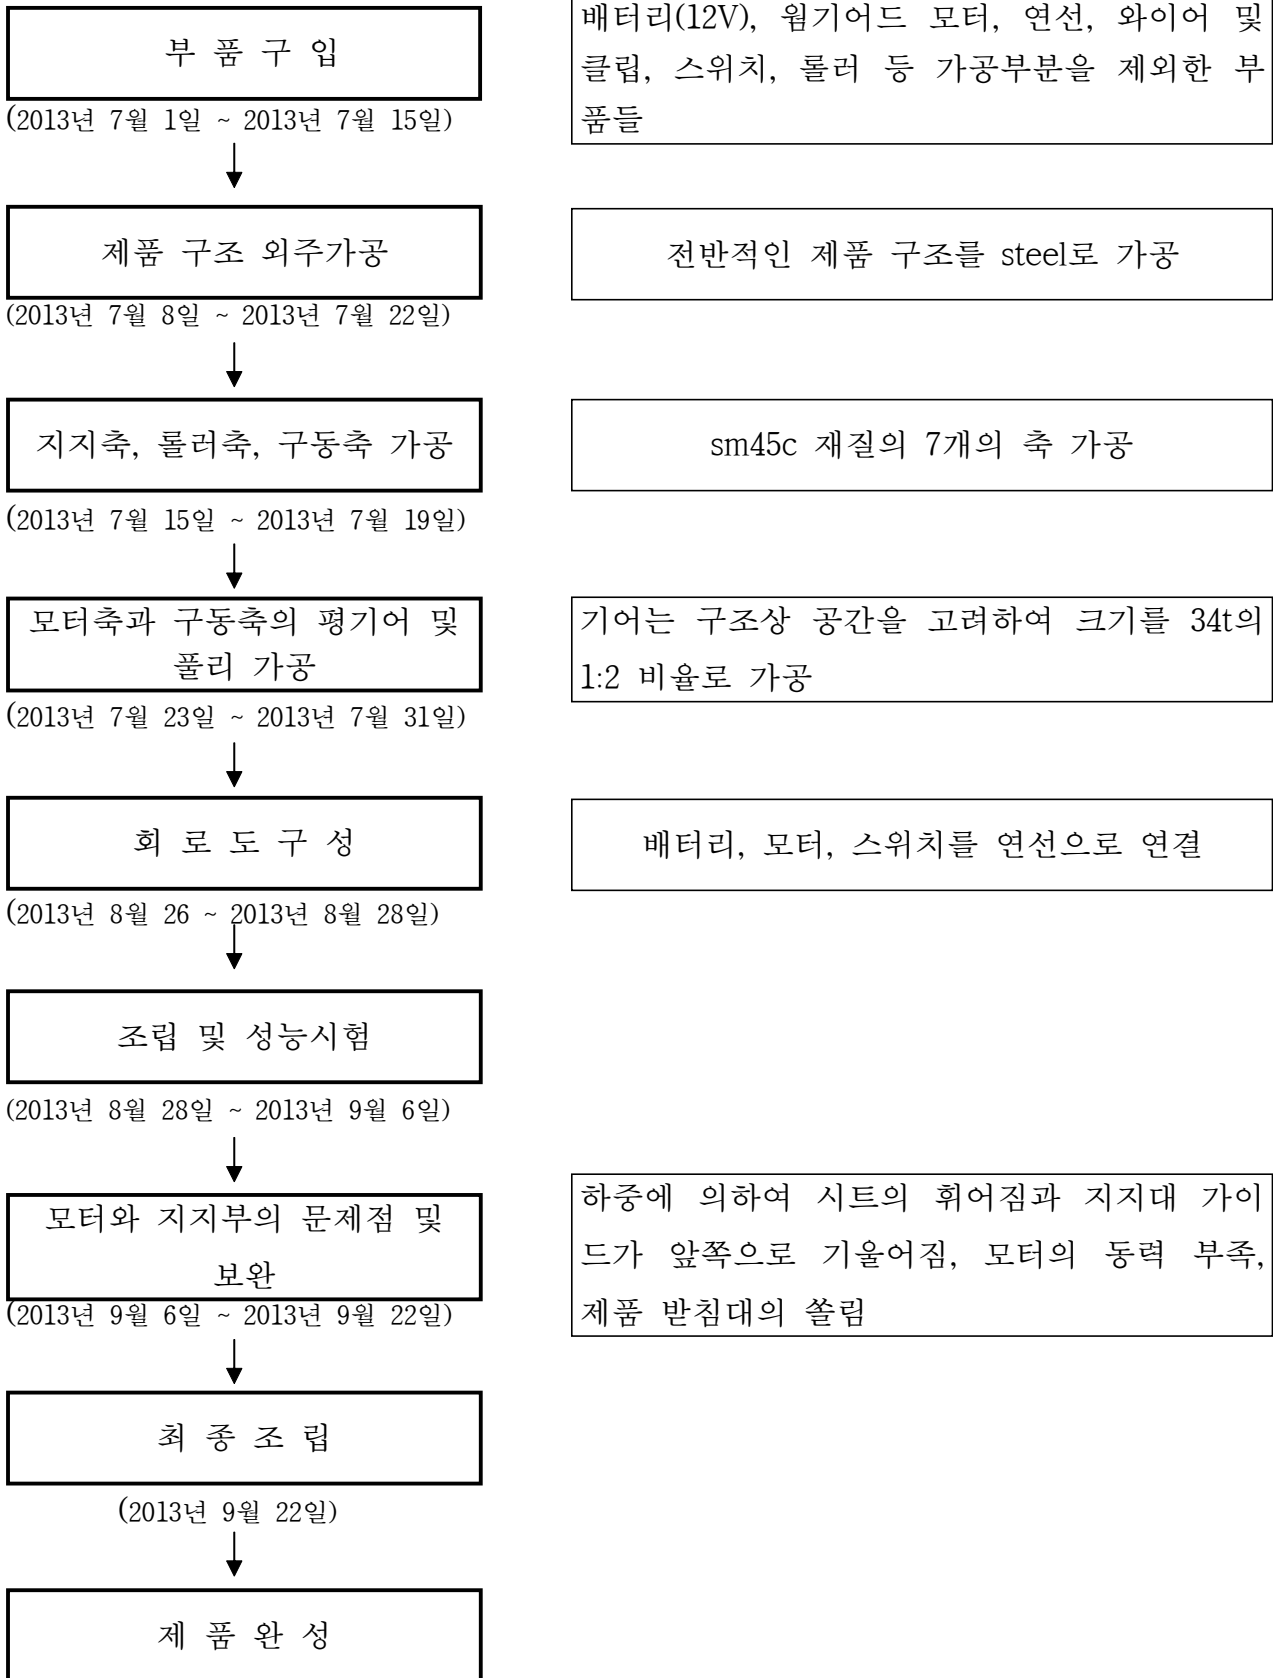 부 품 구 입
배터리(12V), 웜기어드 모터, 연선, 와이어 및
클립, 스위치, 롤러 등 가공부분을 제외한 부
품들
(2013년 7월 1일 ~ 2013년 7월 15일)
제품 구조 외주가공
전반적인 제품 구조를 steel로 가공
(2013년 7월 8일 ~ 2013년 7월 22일)
지지축, 롤러축, 구동축 가공
sm45c 재질의 7개의 축 가공
(2013년 7월 15일 ~ 2013년 7월 19일)
모터축과 구동축의 평기어 및
풀리 가공
기어는 구조상 공간을 고려하여 크기를 34t의
1:2 비율로 가공
(2013년 7월 23일 ~ 2013년 7월 31일)
회 로 도 구 성
배터리, 모터, 스위치를 연선으로 연결
(2013년 8월 26 ~ 2013년 8월 28일)
조립 및 성능시험
(2013년 8월 28일 ~ 2013년 9월 6일)
모터와 지지부의 문제점 및
보완
하중에 의하여 시트의 휘어짐과 지지대 가이
드가 앞쪽으로 기울어짐, 모터의 동력 부족,
제품 받침대의 쏠림
(2013년 9월 6일 ~ 2013년 9월 22일)
최 종 조 립
(2013년 9월 22일)
제 품 완 성